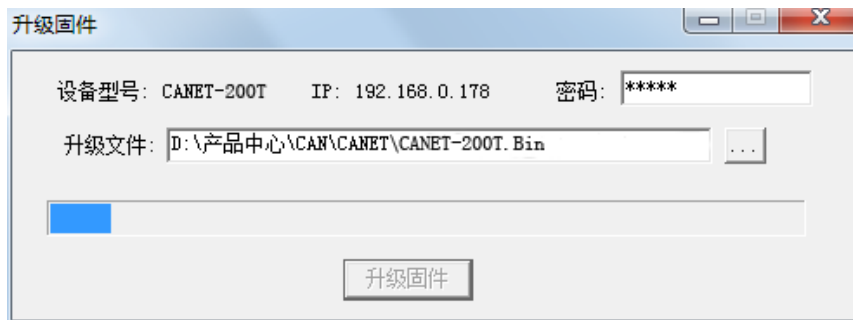 升级固件
设备型号: CANET-200T IP: 192.168.0.178 密码: *****
升级文件: D:\产品中心\CAN\CANET\CANET-200T.Bin ...
升级固件